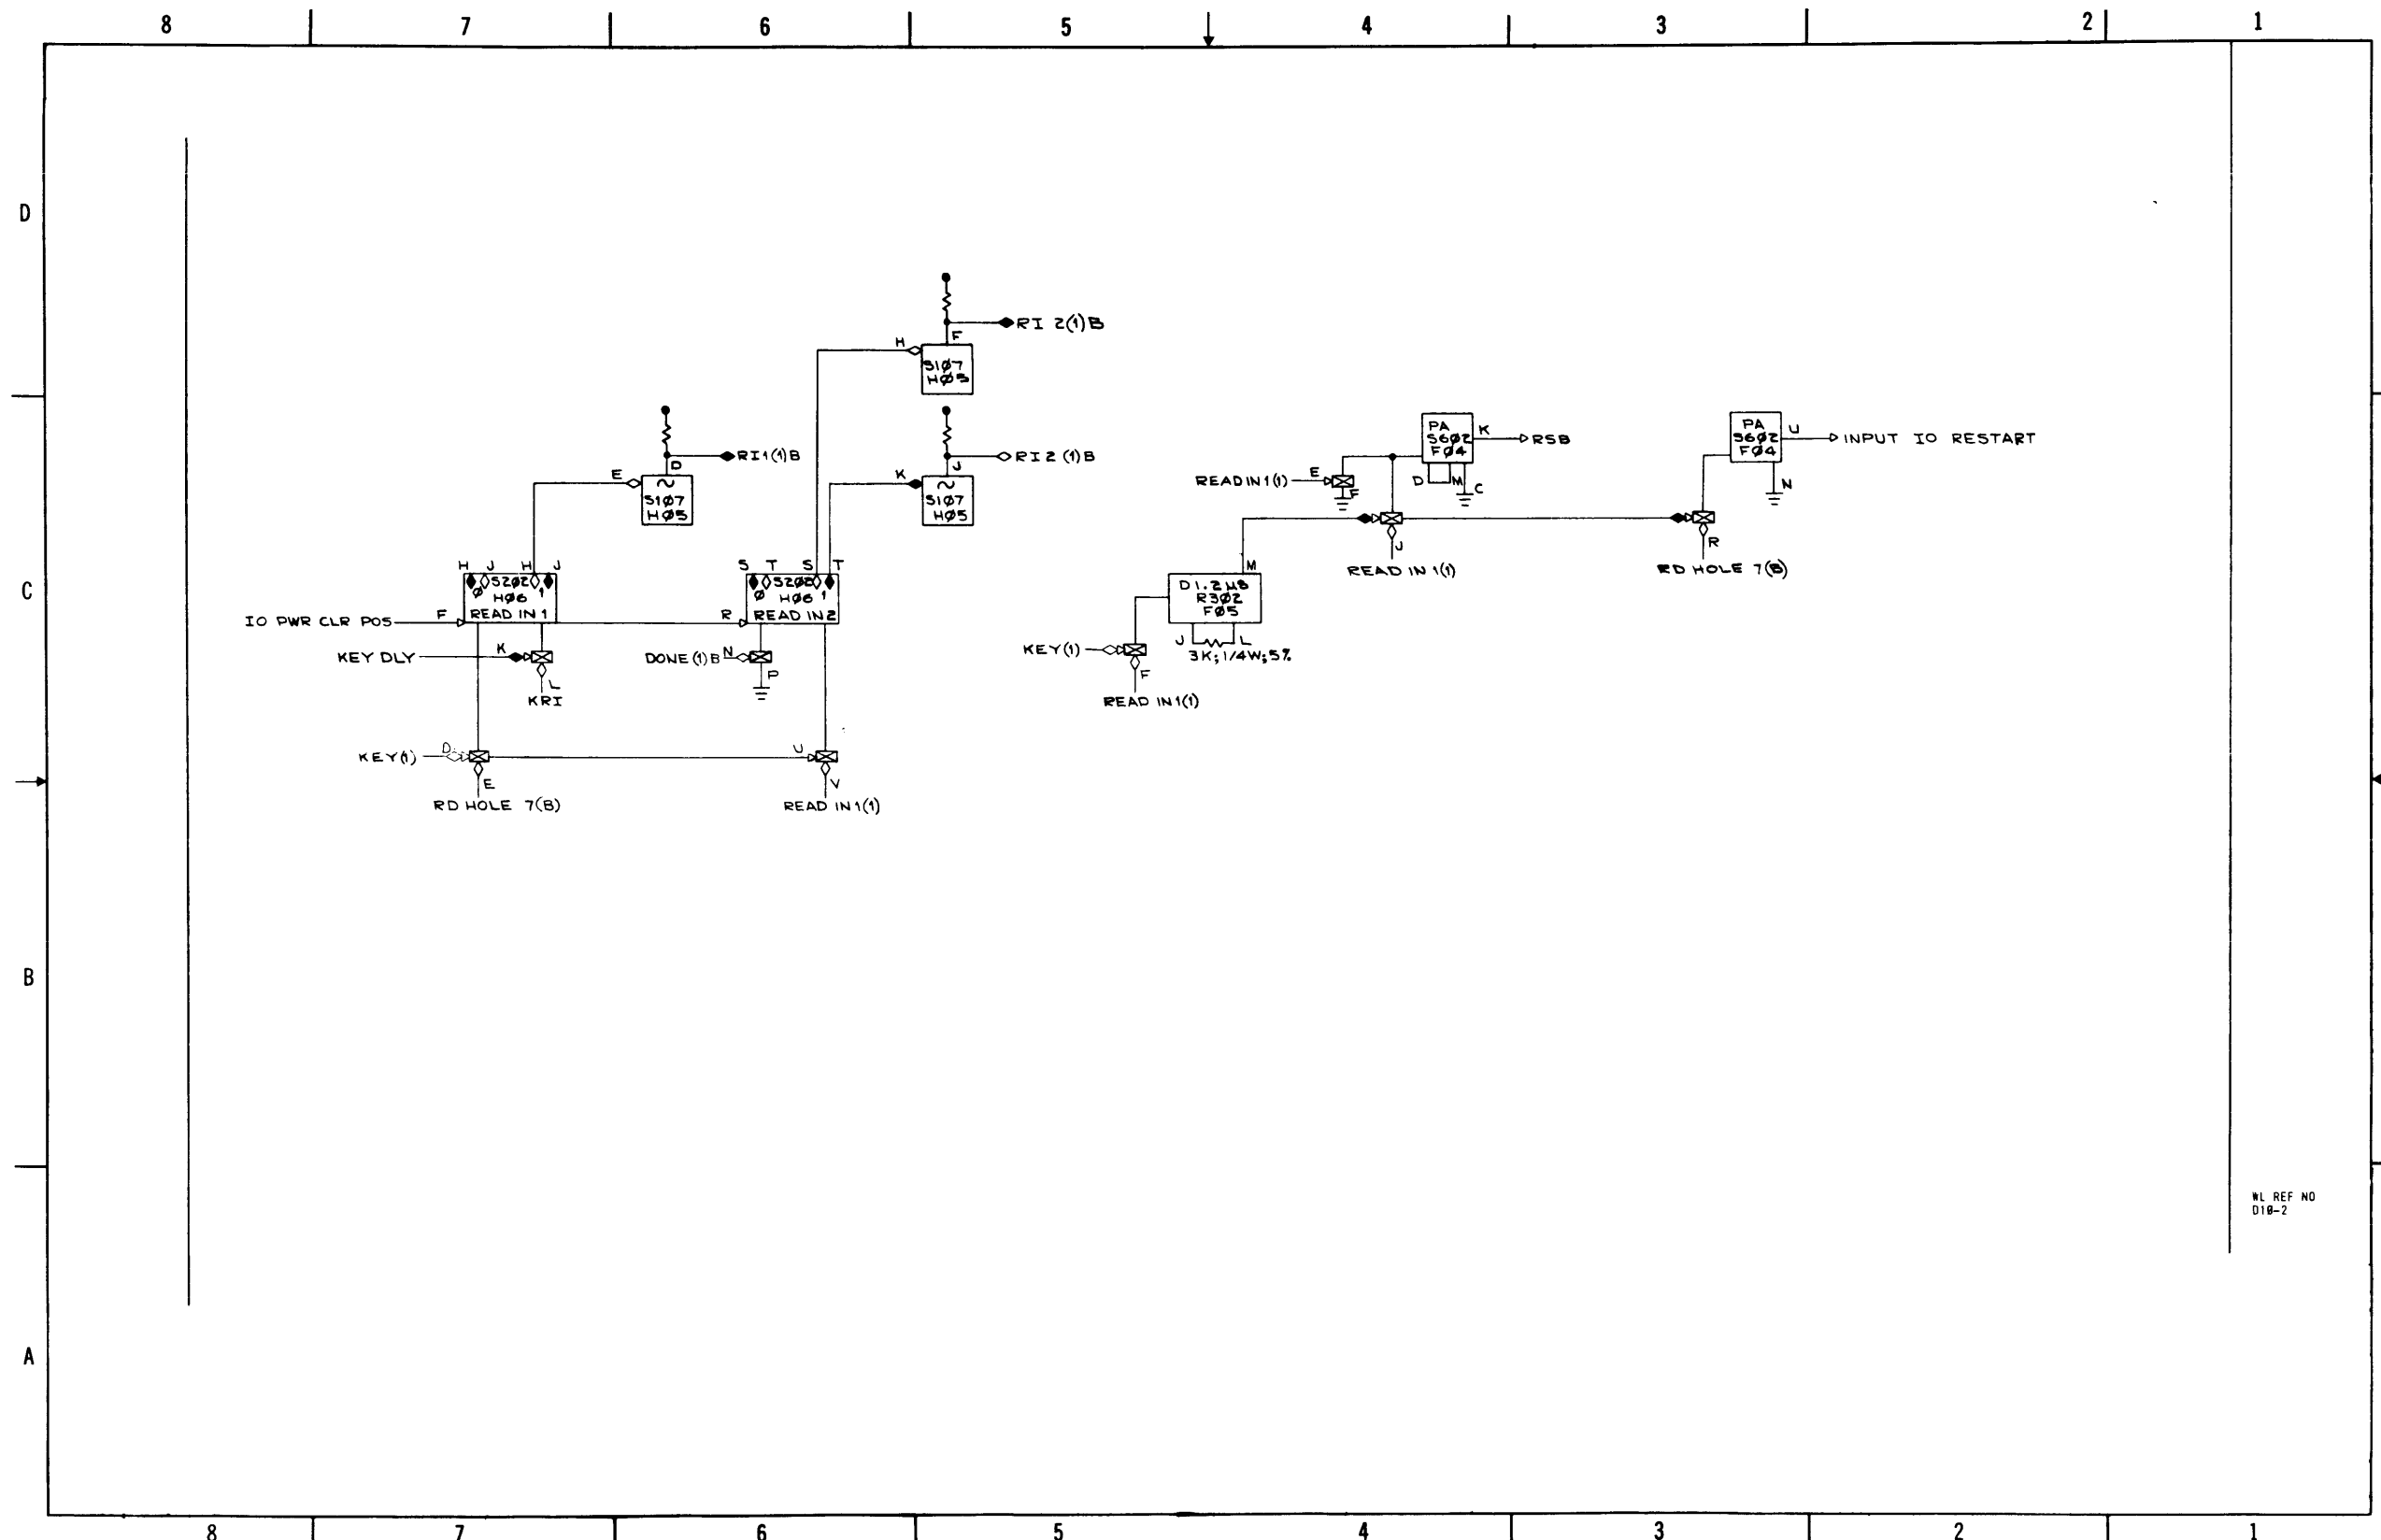 8 7 6 5 4 3 2 1
D
C
B
A
RI 2(1)B
F
H
S1Ø7
HØ5
RI1(1)B
D
E
S1Ø7
HØ5
RI 2(1)B
J
K
S1Ø7
HØ5
H J H J
S2Ø2
Ø HØ6 1
READ IN 1
IO PWR CLR POS F
KEY DLY K
L
KRI
KEY(1) D
E
RD HOLE 7(B)
S T S T
S2Ø2
Ø HØ6 1
R READ IN 2
DONE(1)B N
P
U
V
READ IN 1(1)
PA
S6Ø2
FØ4
K RSB
D M C
READ IN 1(1) E
F
J
READ IN 1(1)
M
D 1.2 µS
R3Ø2
FØ5
J L
3K; 1/4W; 5%
KEY(1)
F
READ IN 1(1)
PA
S6Ø2
FØ4
U INPUT IO RESTART
N
R
RD HOLE 7(B)
WL REF NO
D1Ø-2
8 7 6 5 4 3 2 1